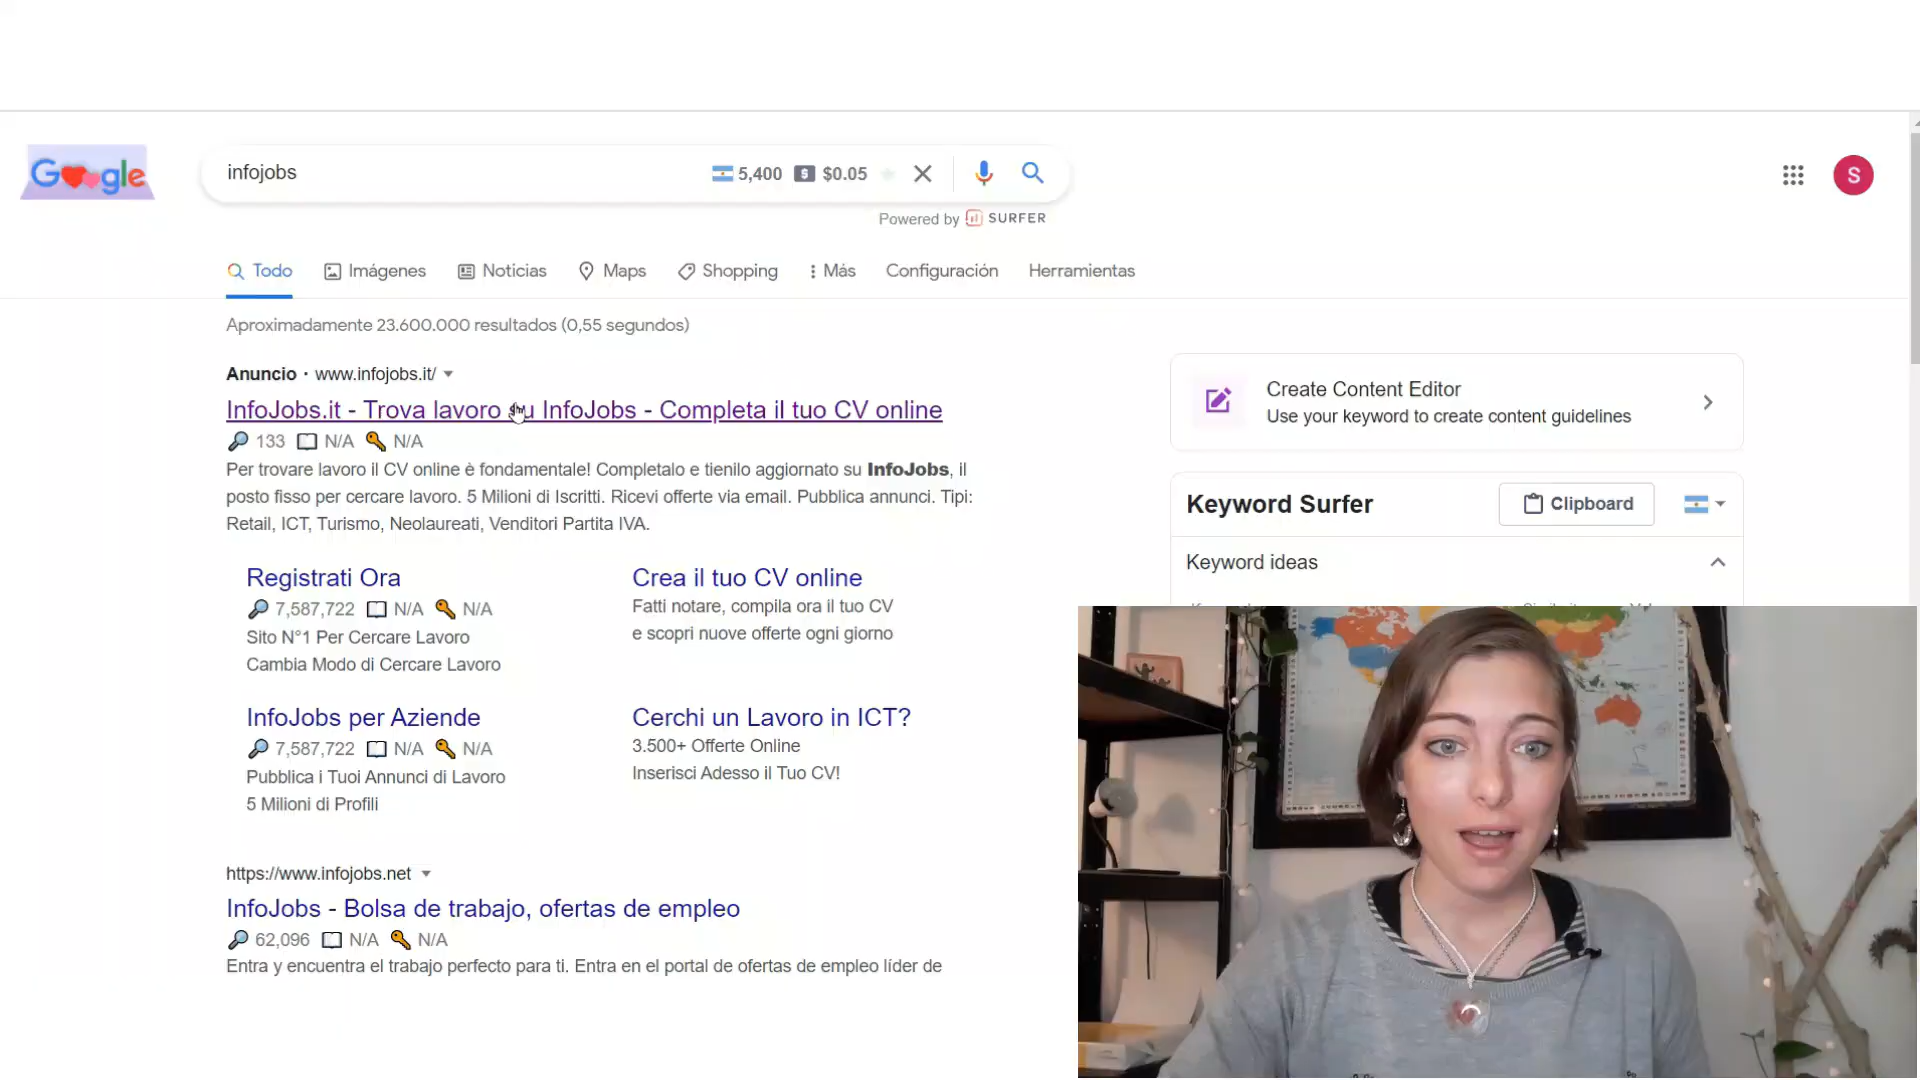 Google
infojobs
5,400 $ $0.05
Powered by SURFER
Todo Imágenes Noticias Maps Shopping Más Configuración Herramientas
Aproximadamente 23.600.000 resultados (0,55 segundos)
S
Anuncio · www.infojobs.it/
InfoJobs.it - Trova lavoro su InfoJobs - Completa il tuo CV online
133 N/A N/A
Per trovare lavoro il CV online è fondamentale! Completalo e tienilo aggiornato su InfoJobs, il
posto fisso per cercare lavoro. 5 Milioni di Iscritti. Ricevi offerte via email. Pubblica annunci. Tipi:
Retail, ICT, Turismo, Neolaureati, Venditori Partita IVA.
Registrati Ora
7,587,722 N/A N/A
Sito N°1 Per Cercare Lavoro
Cambia Modo di Cercare Lavoro
Crea il tuo CV online
Fatti notare, compila ora il tuo CV
e scopri nuove offerte ogni giorno
InfoJobs per Aziende
7,587,722 N/A N/A
Pubblica i Tuoi Annunci di Lavoro
5 Milioni di Profili
Cerchi un Lavoro in ICT?
3.500+ Offerte Online
Inserisci Adesso il Tuo CV!
https://www.infojobs.net
InfoJobs - Bolsa de trabajo, ofertas de empleo
62,096 N/A N/A
Entra y encuentra el trabajo perfecto para ti. Entra en el portal de ofertas de empleo líder de
Create Content Editor
Use your keyword to create content guidelines
Keyword Surfer
Clipboard
Keyword ideas